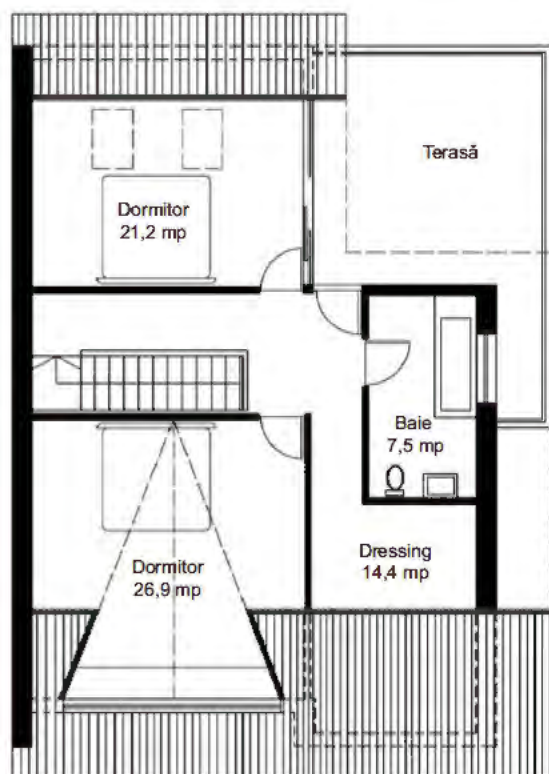 Terasă
Dormitor
21,2 mp
Baie
7,5 mp
Dormitor
26,9 mp
Dressing
14,4 mp